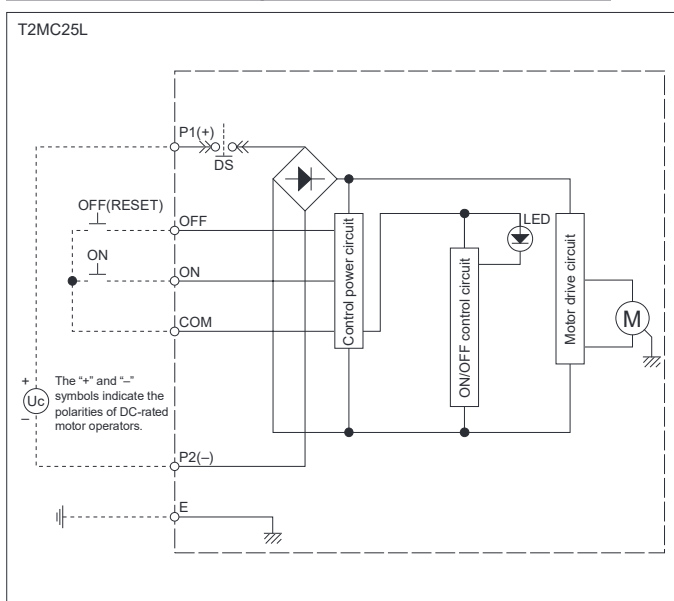 T2MC25L
P1(+)
DS
OFF(RESET)
OFF
ON
ON
COM
LED
Control power circuit
ON/OFF control circuit
Motor drive circuit
M
+
Uc
–
The "+" and "–"
symbols indicate the
polarities of DC-rated
motor operators.
P2(–)
E